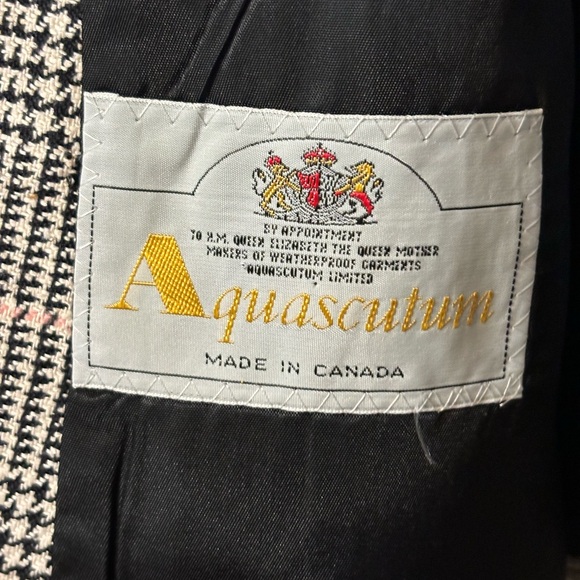 BY APPOINTMENT
TO H.M. QUEEN ELIZABETH THE QUEEN MOTHER
MAKERS OF WEATHERPROOF GARMENTS
AQUASCUTUM LIMITED
Aquascutum
MADE IN CANADA